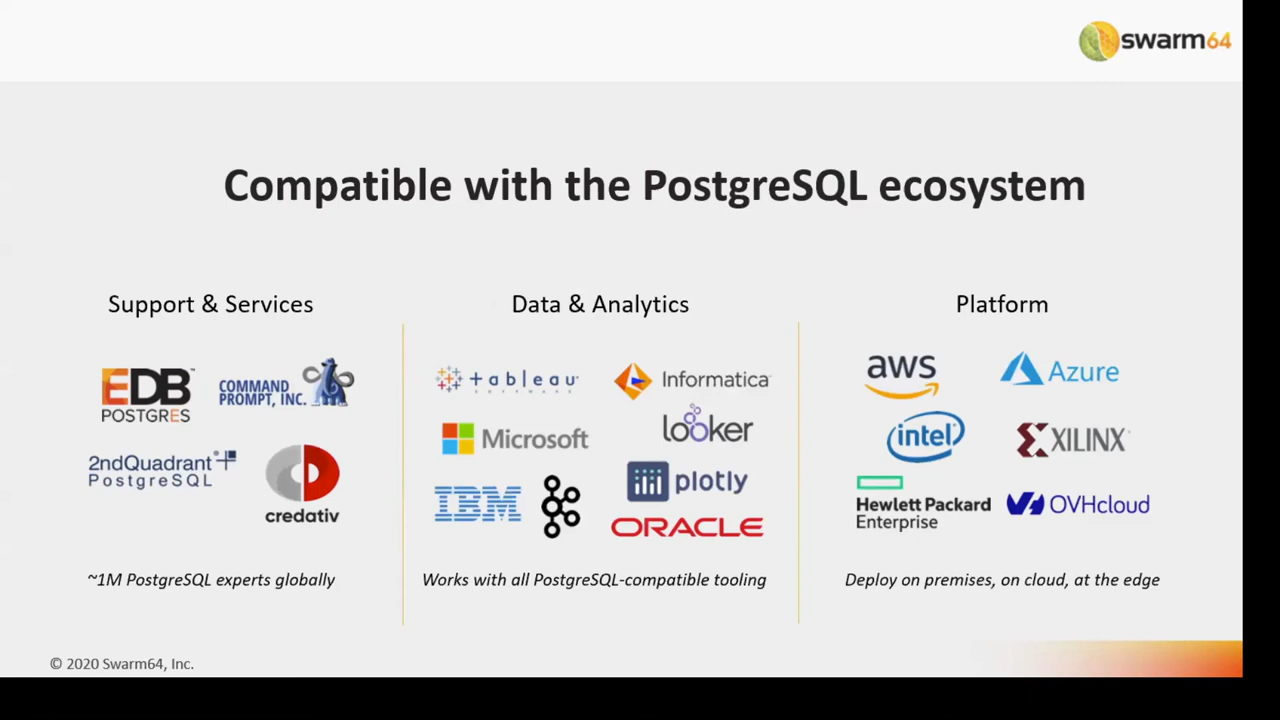 swarm64
Compatible with the PostgreSQL ecosystem
Support & Services
EDB™
POSTGRES
COMMAND
PROMPT, INC.
2ndQuadrant®
PostgreSQL
credativ
~1M PostgreSQL experts globally
Data & Analytics
tableau
SOFTWARE
Informatica
Microsoft
looker
IBM
plotly
ORACLE
Works with all PostgreSQL-compatible tooling
Platform
aws
Azure
intel
XILINX
Hewlett Packard
Enterprise
OVHcloud
Deploy on premises, on cloud, at the edge
© 2020 Swarm64, Inc.